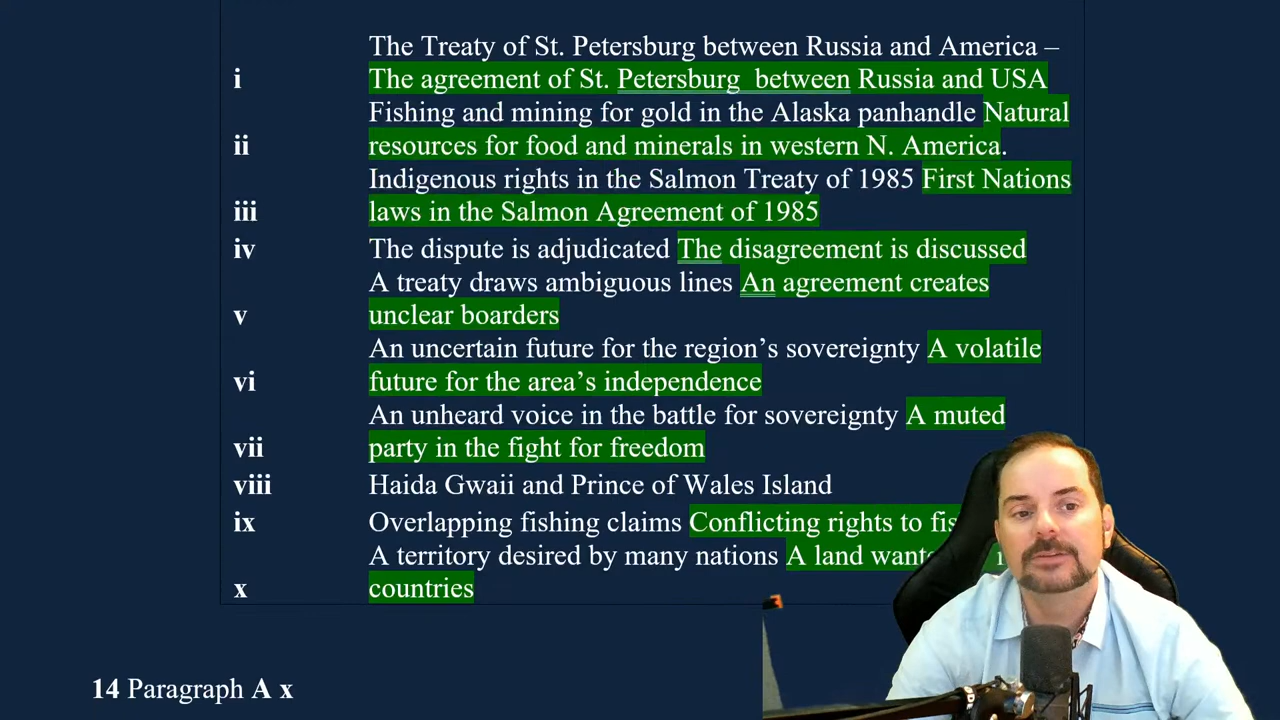 The Treaty of St. Petersburg between Russia and America –
i The agreement of St. Petersburg between Russia and USA
Fishing and mining for gold in the Alaska panhandle Natural
ii resources for food and minerals in western N. America.
Indigenous rights in the Salmon Treaty of 1985 First Nations
iii laws in the Salmon Agreement of 1985
iv The dispute is adjudicated The disagreement is discussed
A treaty draws ambiguous lines An agreement creates
v unclear boarders
An uncertain future for the region’s sovereignty A volatile
vi future for the area’s independence
An unheard voice in the battle for sovereignty A muted
vii party in the fight for freedom
viii Haida Gwaii and Prince of Wales Island
ix Overlapping fishing claims Conflicting rights to
A territory desired by many nations A land
x countries
14 Paragraph A x